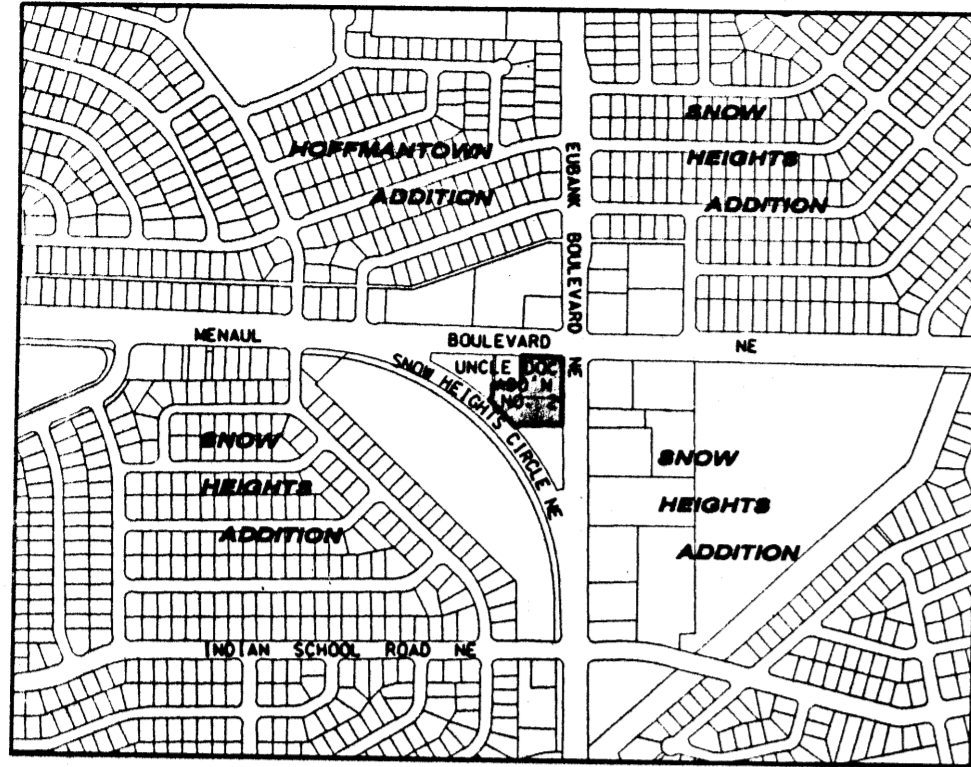 HOFFMANTOWN
ADDITION
SNOW
HEIGHTS
ADDITION
EUBANK BOULEVARD NE
MENAUL BOULEVARD NE
UNCLE DOC
ADD'N
NO. 2
SNOW HEIGHTS CIRCLE NE
SNOW
HEIGHTS
ADDITION
SNOW
HEIGHTS
ADDITION
INDIAN SCHOOL ROAD NE